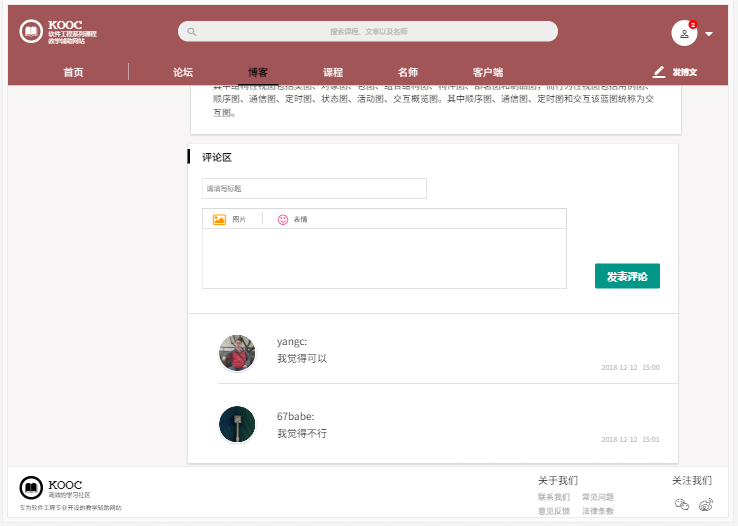 KOOC
软件工程系列课程
教学辅助网站
搜索课程、文章以及名师
2
首页
论坛
博客
课程
名师
客户端
发博文
其中结构性视图包括类图、对象图、包图、组合结构图、构件图、部署图和制品图，而行为性视图包括用例图、
顺序图、通信图、定时图、状态图、活动图、交互概览图。其中顺序图、通信图、定时图和交互该蓝图统称为交
互图。
评论区
请填写标题
图片
表情
发表评论
yangc:
我觉得可以
2018-12-12 15:00
67babe:
我觉得不行
2018-12-12 15:01
KOOC
高效的学习社区
专为软件工程专业开设的教学辅助网站
关于我们
联系我们 常见问题
意见反馈 法律条款
关注我们